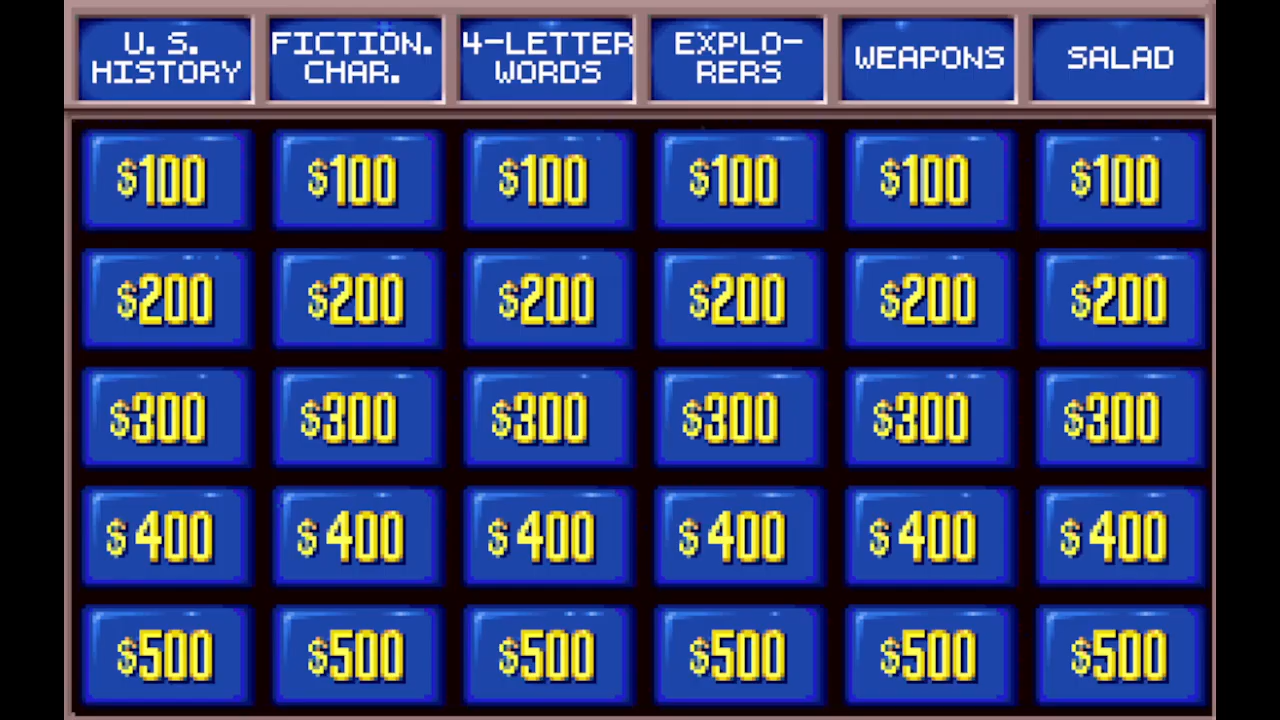 U. S.
HISTORY
FICTION.
CHAR.
4-LETTER
WORDS
EXPLO-
RERS
WEAPONS
SALAD
$100 $100 $100 $100 $100 $100
$200 $200 $200 $200 $200 $200
$300 $300 $300 $300 $300 $300
$400 $400 $400 $400 $400 $400
$500 $500 $500 $500 $500 $500